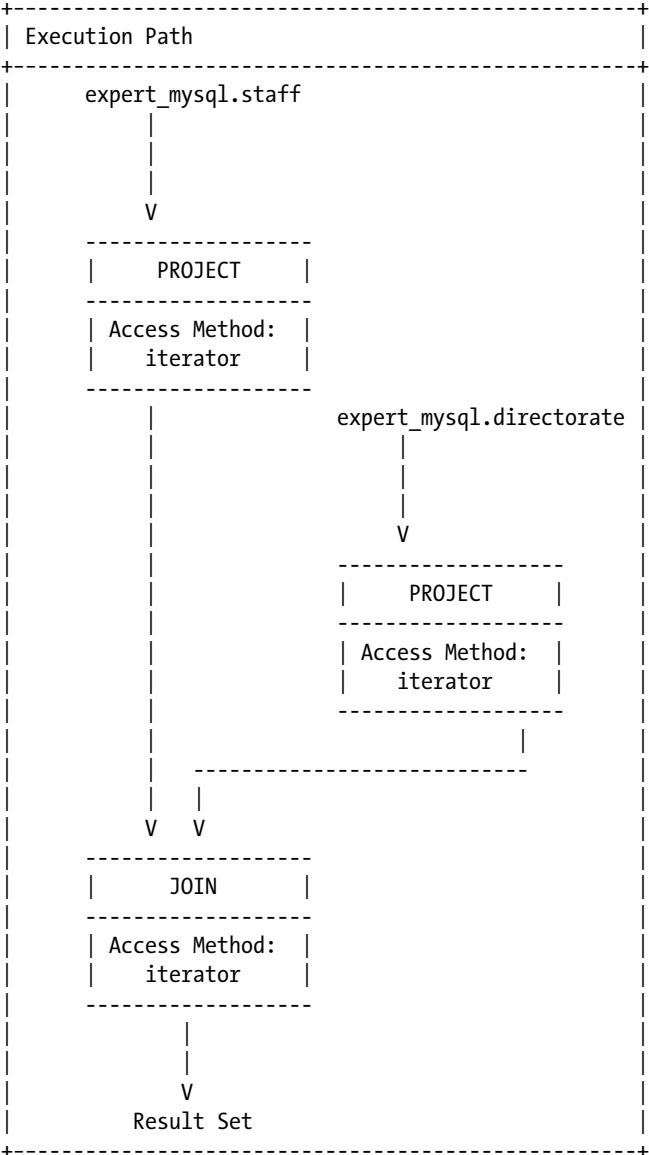 +----------------------------------------------------+
| Execution Path                                     |
+----------------------------------------------------+
|      expert_mysql.staff                            |
|           |                                        |
|           |                                        |
|           |                                        |
|           V                                        |
|      -------------------                           |
|      |     PROJECT     |                           |
|      -------------------                           |
|      | Access Method:  |                           |
|      |    iterator     |                           |
|      -------------------                           |
|           |               expert_mysql.directorate |
|           |                    |                   |
|           |                    |                   |
|           |                    |                   |
|           |                    V                   |
|           |               -------------------      |
|           |               |     PROJECT     |      |
|           |               -------------------      |
|           |               | Access Method:  |      |
|           |               |    iterator     |      |
|           |               -------------------      |
|           |                              |         |
|           |   ----------------------------         |
|           |   |                                    |
|           V   V                                    |
|      -------------------                           |
|      |      JOIN       |                           |
|      -------------------                           |
|      | Access Method:  |                           |
|      |    iterator     |                           |
|      -------------------                           |
|              |                                     |
|              |                                     |
|              V                                     |
|          Result Set                                |
+----------------------------------------------------+